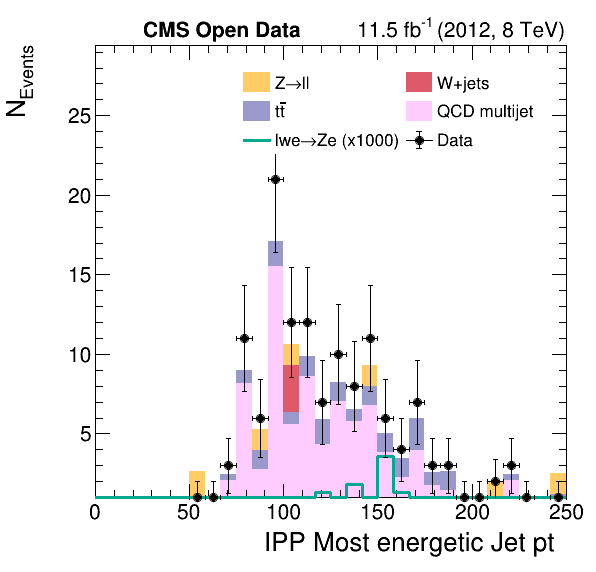 CMS Open Data 11.5 fb⁻¹ (2012, 8 TeV)
N_Events
Z→ll W+jets
tt̄ QCD multijet
lwe→Ze (x1000) Data
25
20
15
10
5
0 50 100 150 200 250
IPP Most energetic Jet pt